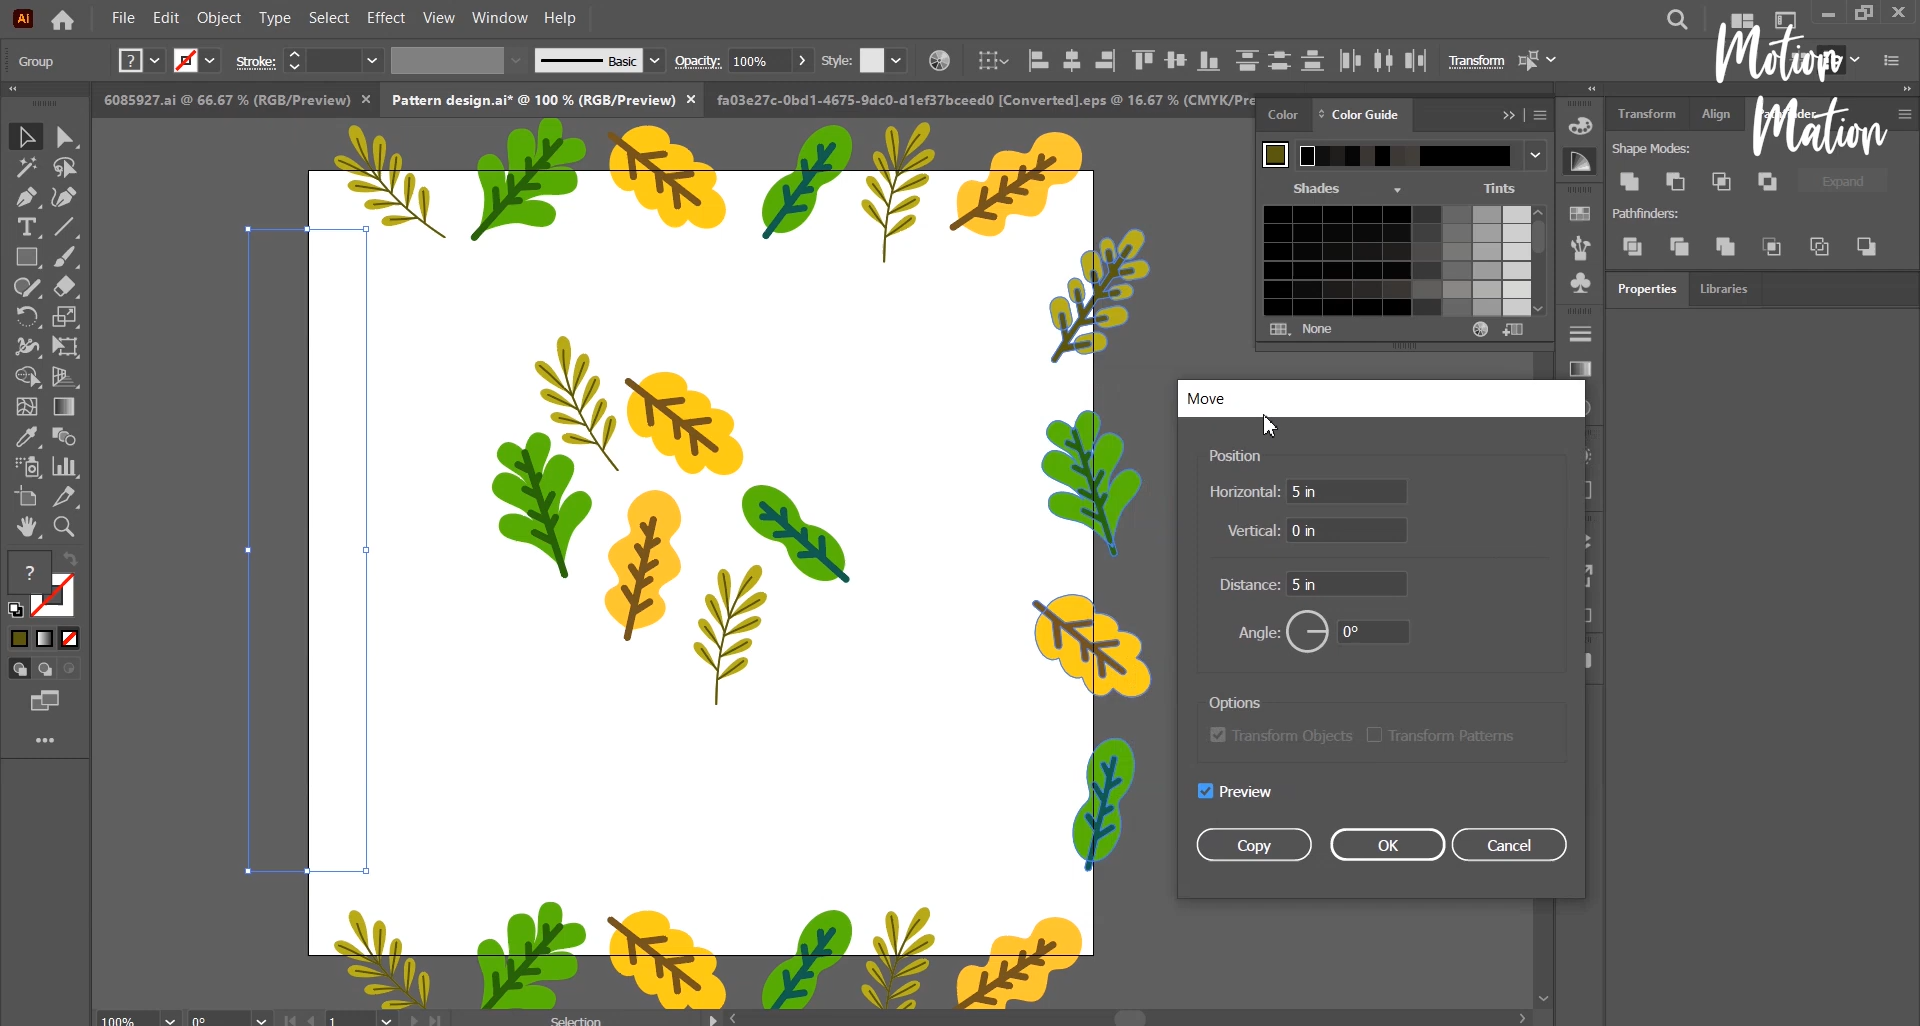 Ai File Edit Object Type Select Effect View Window Help
Group Stroke: Basic Opacity: 100% Style: Transform
Motion
Mation
6085927.ai @ 66.67 % (RGB/Preview) × Pattern design.ai* @ 100 % (RGB/Preview) × fa03e27c-0bd1-4675-9dc0-d1ef37bceed0 [Converted].eps @ 16.67 % (CMYK/Pre
Color Color Guide
Shades Tints
None
Transform Align
Shape Modes:
Expand
Pathfinders:
Properties Libraries
Move
Position
Horizontal: 5 in
Vertical: 0 in
Distance: 5 in
Angle: 0°
Options
Transform Objects Transform Patterns
Preview
Copy OK Cancel
100% 0° 1 Selection